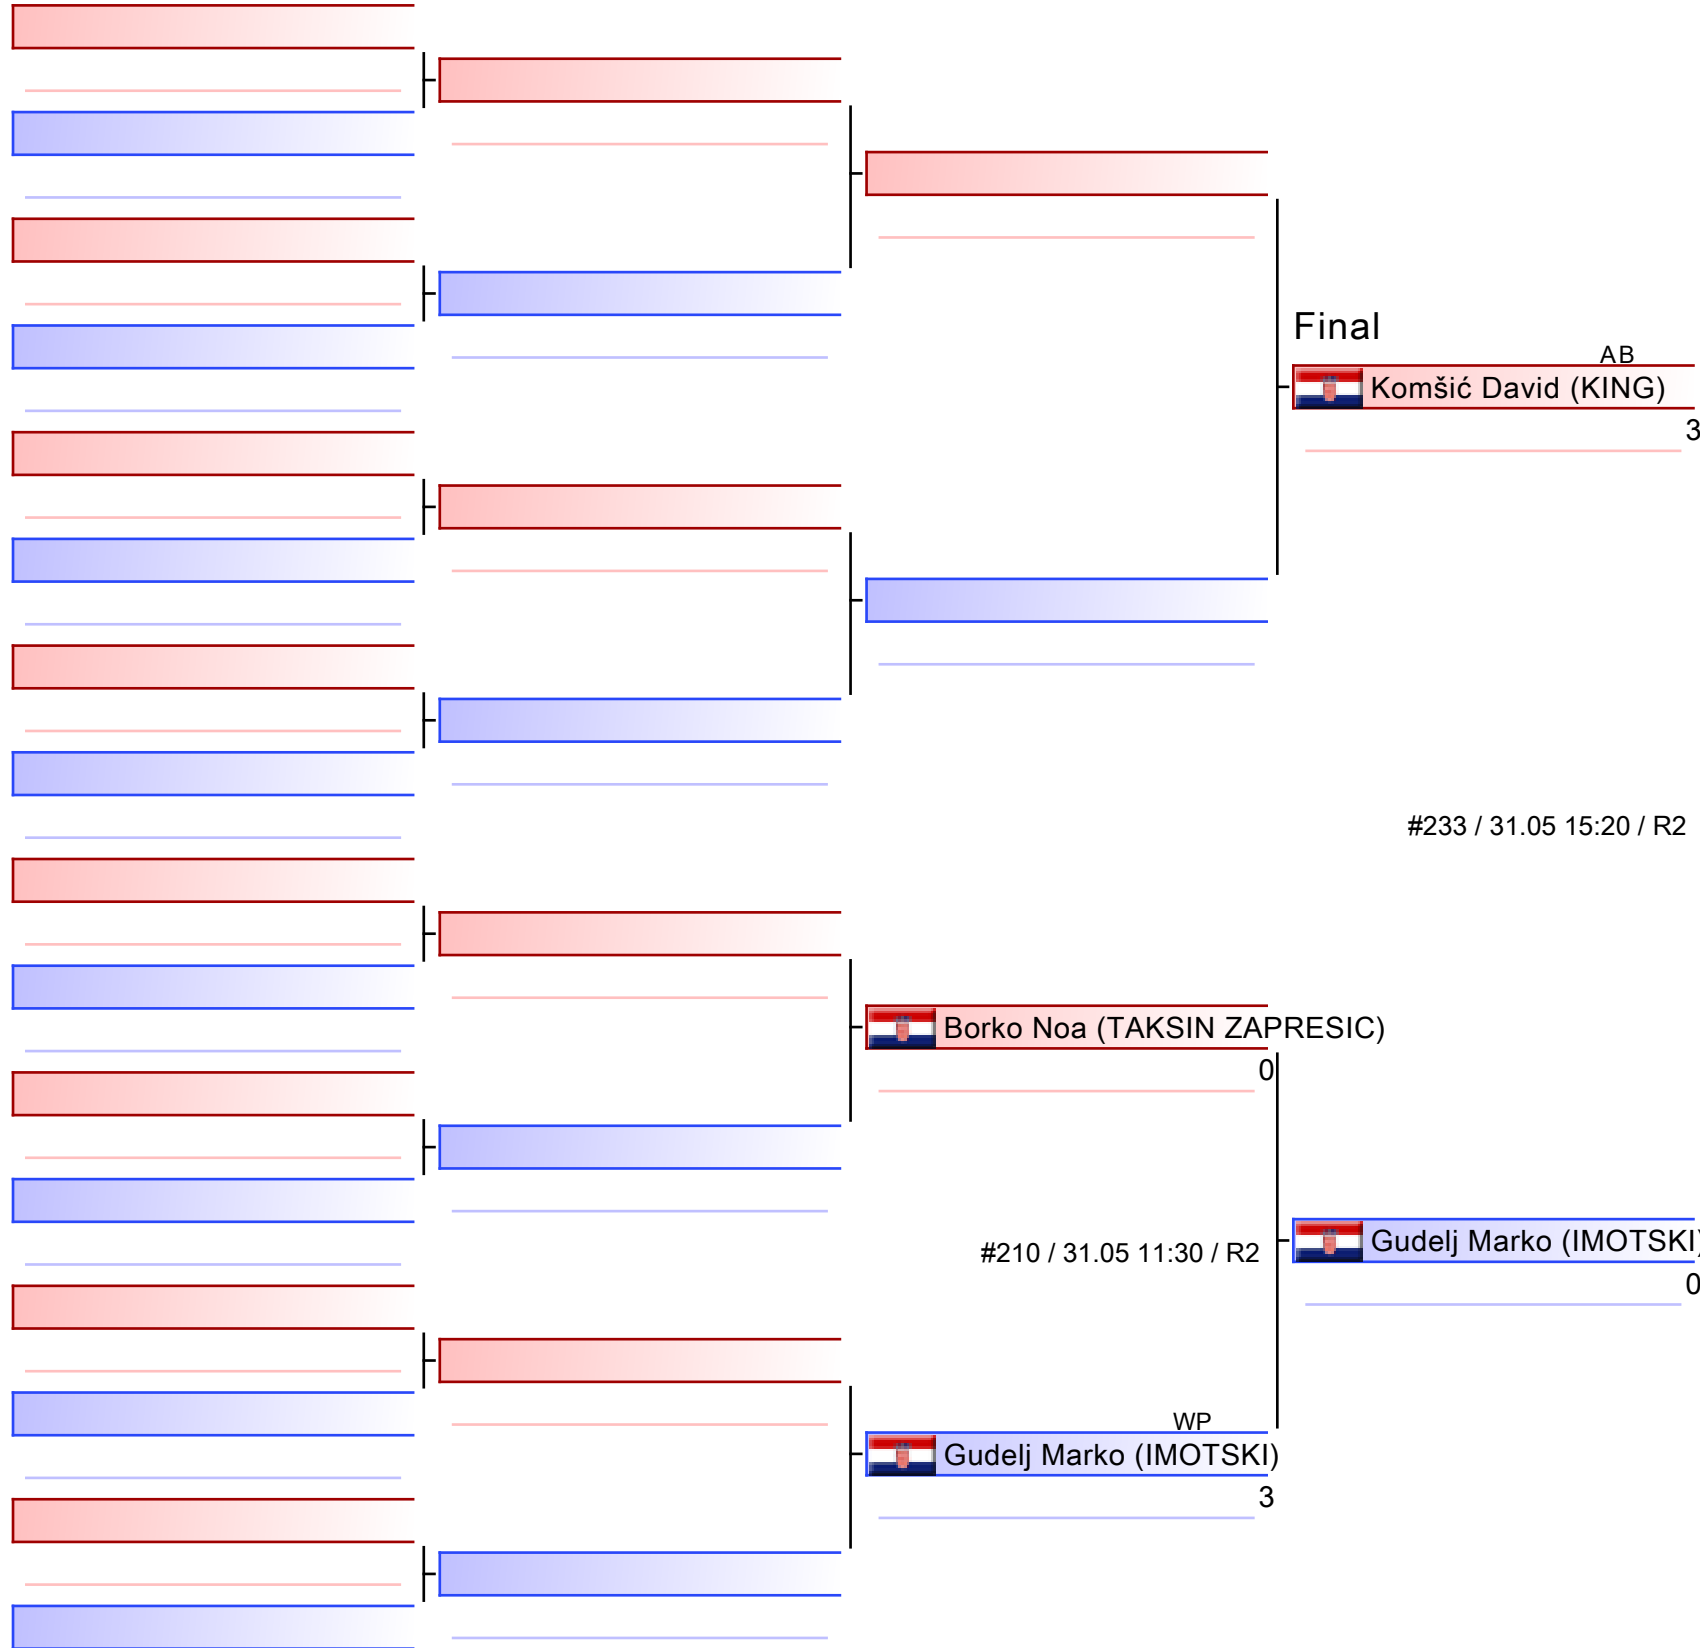 Final
AB
Komšić David (KING)
3
#233 / 31.05 15:20 / R2
Borko Noa (TAKSIN ZAPRESIC)
0
#210 / 31.05 11:30 / R2
Gudelj Marko (IMOTSKI)
0
WP
Gudelj Marko (IMOTSKI)
3